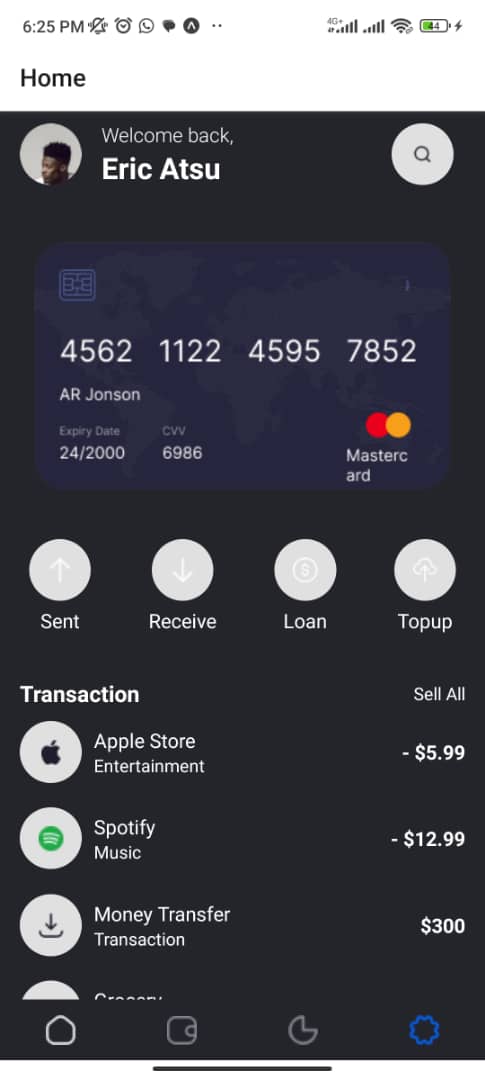 6:25 PM
4G+
44
Home
Welcome back,
Eric Atsu
4562 1122 4595 7852
AR Jonson
Expiry Date CVV
24/2000 6986
Masterc
ard
Sent Receive Loan Topup
Transaction Sell All
Apple Store
Entertainment
- $5.99
Spotify
Music
- $12.99
Money Transfer
Transaction
$300
Grocery